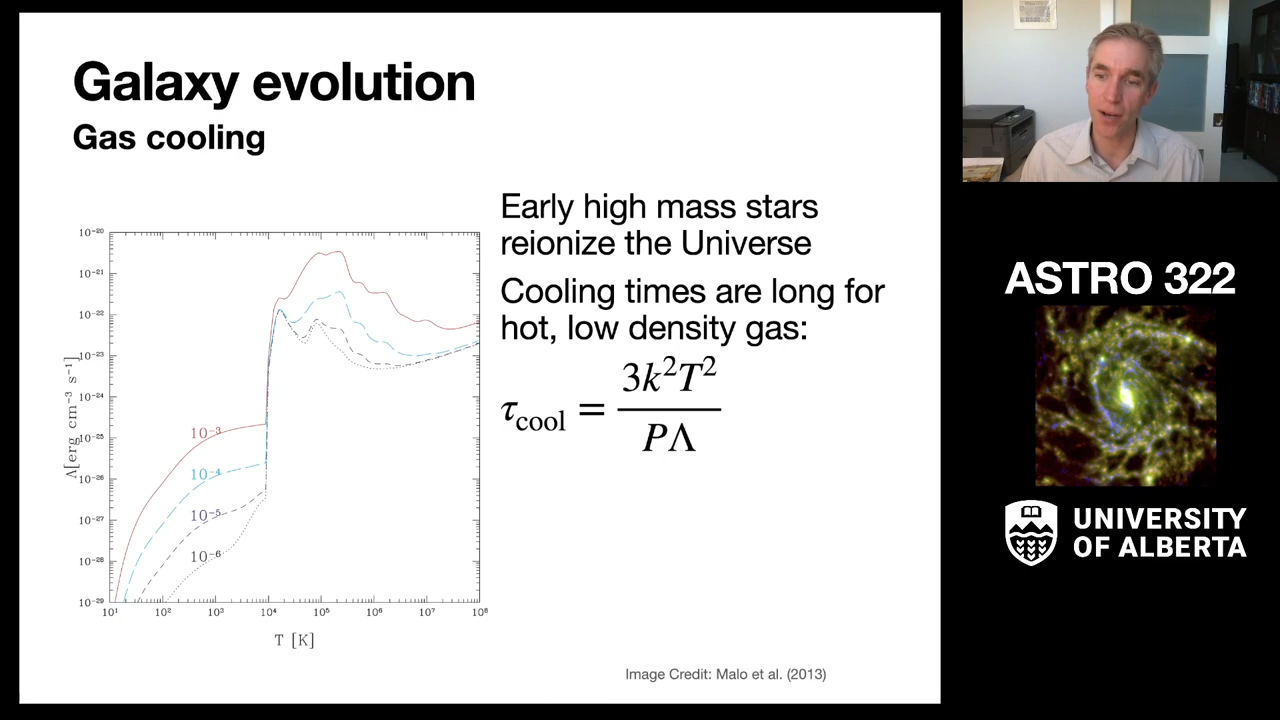 Galaxy evolution
Gas cooling
Early high mass stars
reionize the Universe
Cooling times are long for
hot, low density gas:
τcool = 3k²T² / PΛ
10⁻²⁰
10⁻²¹
10⁻²²
10⁻²³
10⁻²⁴
10⁻²⁵
10⁻²⁶
10⁻²⁷
10⁻²⁸
10⁻²⁹
Λ[erg cm⁻³ s⁻¹]
10⁻³
10⁻⁴
10⁻⁵
10⁻⁶
10¹ 10² 10³ 10⁴ 10⁵ 10⁶ 10⁷ 10⁸
T [K]
Image Credit: Malo et al. (2013)
ASTRO 322
UNIVERSITY
OF ALBERTA